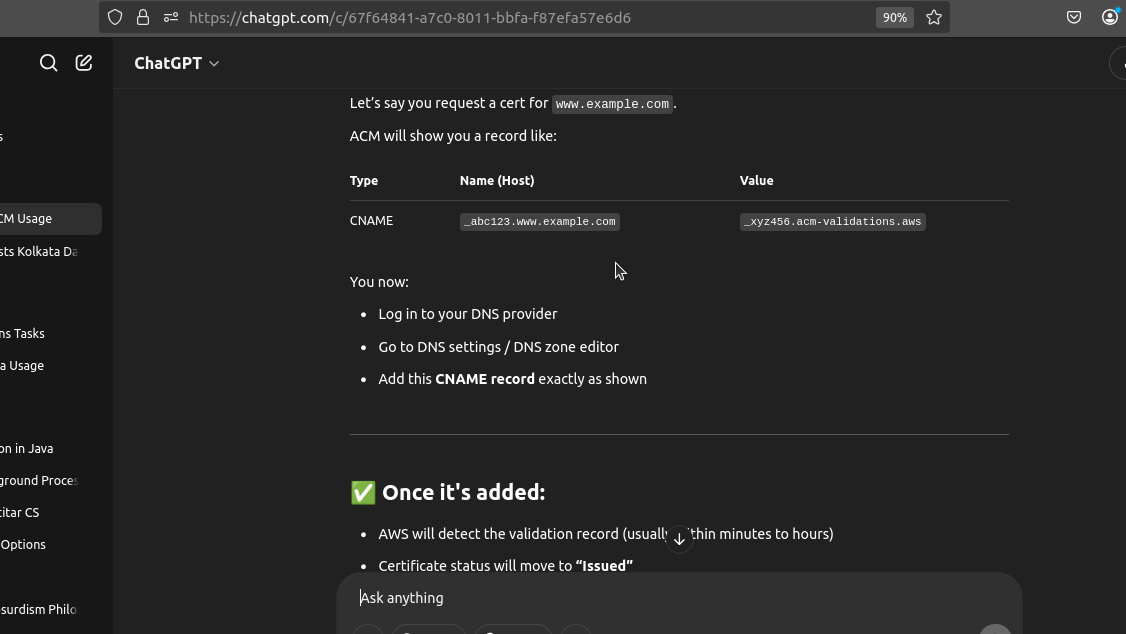 https://chatgpt.com/c/67f64841-a7c0-8011-bbfa-f87efa57e6d6
90%
ChatGPT
s
CM Usage
sts Kolkata Da
ns Tasks
a Usage
on in Java
ground Proces
citar CS
Options
surdism Philo
Let's say you request a cert for www.example.com.
ACM will show you a record like:
Type Name (Host) Value
CNAME _abc123.www.example.com _xyz456.acm-validations.aws
You now:
• Log in to your DNS provider
• Go to DNS settings / DNS zone editor
• Add this CNAME record exactly as shown
✅ Once it's added:
• AWS will detect the validation record (usually within minutes to hours)
• Certificate status will move to “Issued”
Ask anything